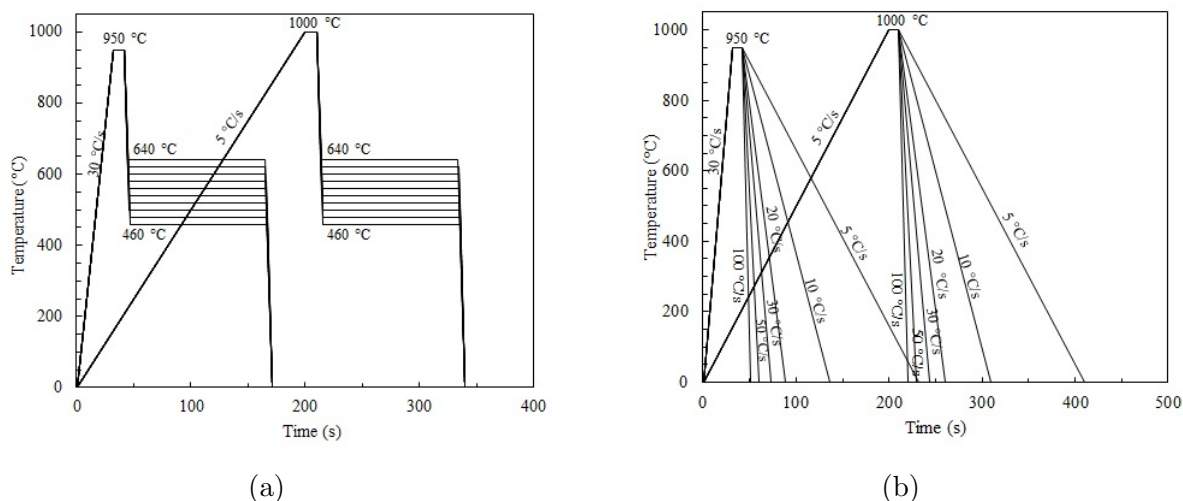 1000 °C
950 °C
30 °C/s
5 °C/s
640 °C
640 °C
460 °C
460 °C
1000
800
600
400
200
0
Temperature (°C)
0
100
200
300
400
Time (s)
(a)
1000 °C
950 °C
30 °C/s
5 °C/s
100 °C/s
50 °C/s
30 °C/s
20 °C/s
10 °C/s
5 °C/s
100 °C/s
50 °C/s
30 °C/s
20 °C/s
10 °C/s
5 °C/s
1000
800
600
400
200
0
Temperature (°C)
0
100
200
300
400
500
Time (s)
(b)